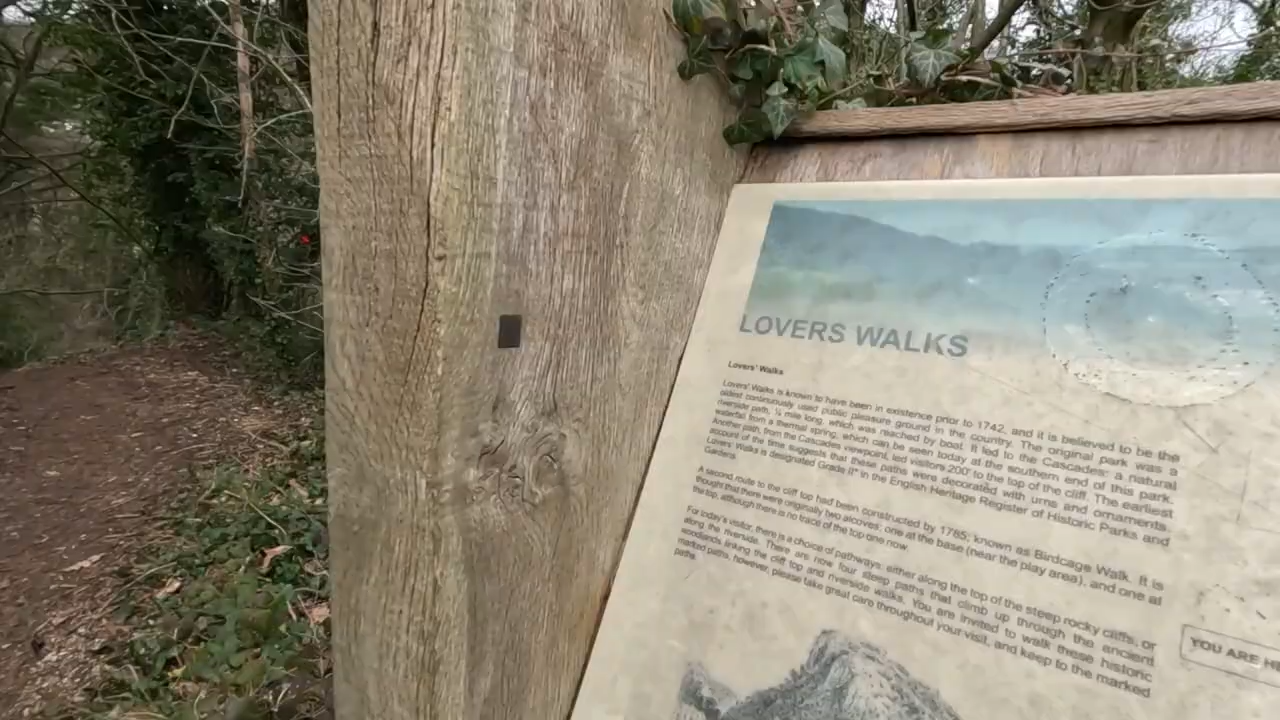 LOVERS WALKS
Lovers' Walks
Lovers' Walks is known to have been in existence prior to 1742, and it is believed to be the
oldest continuously used public pleasure ground in the country. The original park was a
riverside path, ¼ mile long, which was reached by boat. It led to the Cascades: a natural
waterfall from a thermal spring, which can be seen today at the southern end of this park.
Another path, from the Cascades viewpoint, led visitors 200' to the top of the cliff. The earliest
account of the time suggests that these paths were decorated with urns and ornaments.
Lovers' Walks is designated Grade II* in the English Heritage Register of Historic Parks and
Gardens.
A second route to the cliff top had been constructed by 1785; known as Birdcage Walk. It is
thought that there were originally two alcoves: one at the base (near the play area), and one at
the top, although there is no trace of the top one now.
For today's visitor, there is a choice of pathways: either along the top of the steep rocky cliffs, or
along the riverside. There are now four steep paths that climb up through the ancient
woodlands linking the cliff top and riverside walks. You are invited to walk these historic
marked paths, however, please take great care throughout your visit, and keep to the marked
paths.
YOU ARE HE